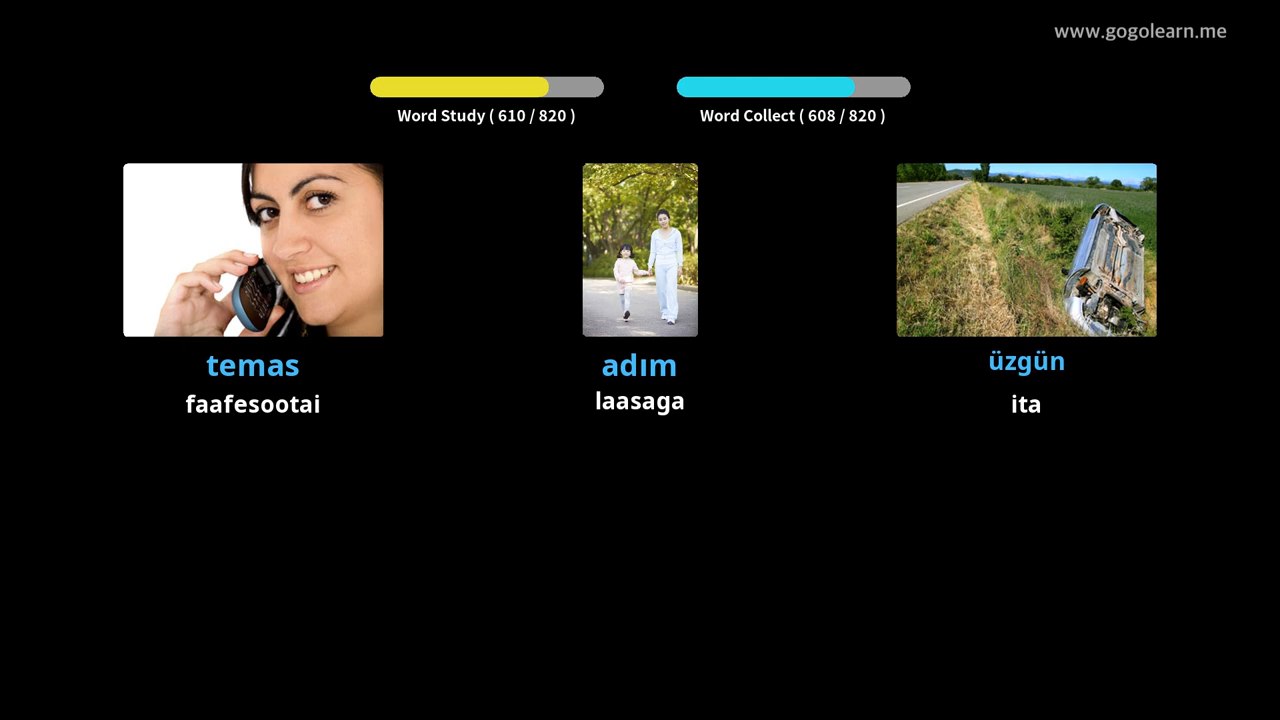 www.gogolearn.me
Word Study ( 610 / 820 )
Word Collect ( 608 / 820 )
temas
faafesootai
adım
laasaga
üzgün
ita